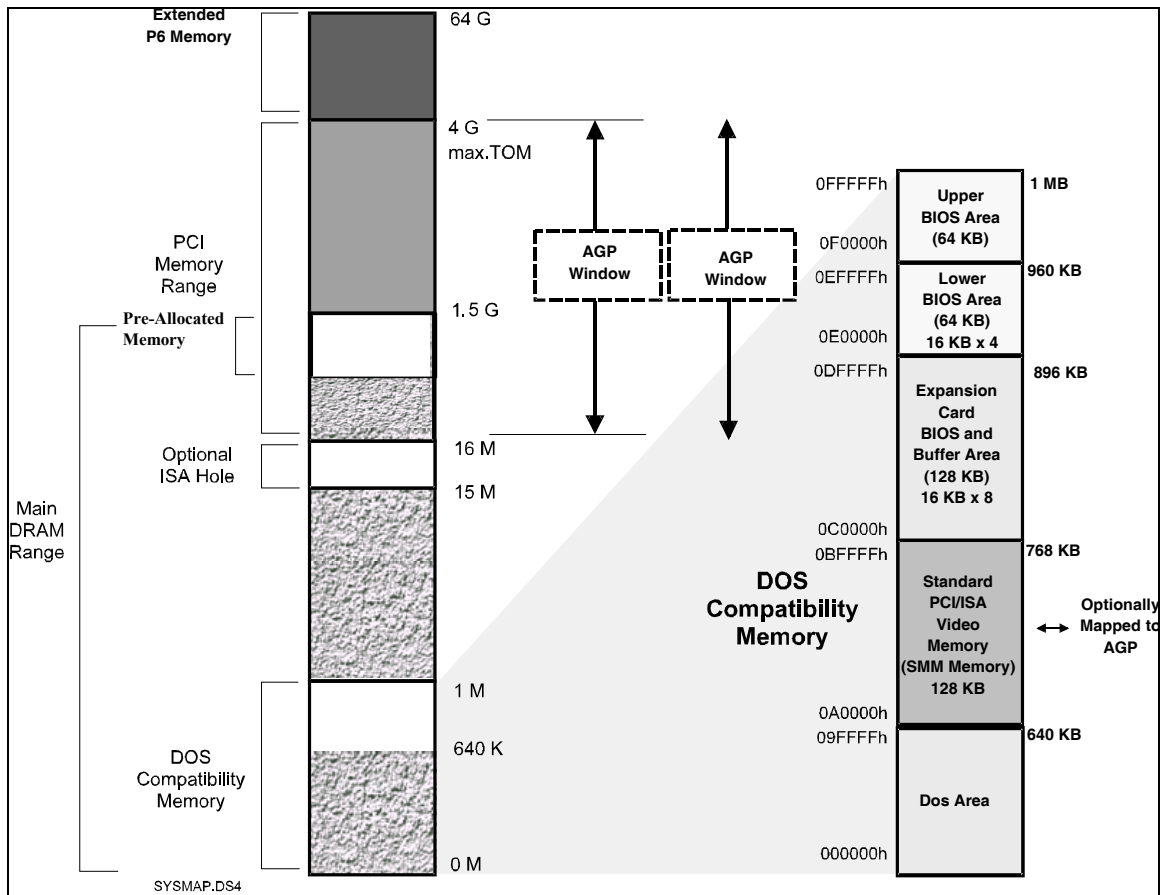 Extended
P6 Memory
64 G
4 G
max.TOM
PCI
Memory
Range
Pre-Allocated
Memory
1.5 G
AGP
Window
AGP
Window
Optional
ISA Hole
16 M
15 M
Main
DRAM
Range
1 M
640 K
DOS
Compatibility
Memory
0 M
SYSMAP.DS4
DOS
Compatibility
Memory
0FFFFFh
1 MB
Upper
BIOS Area
(64 KB)
0F0000h
960 KB
0EFFFFh
Lower
BIOS Area
(64 KB)
16 KB x 4
0E0000h
896 KB
0DFFFFh
Expansion
Card
BIOS and
Buffer Area
(128 KB)
16 KB x 8
0C0000h
768 KB
0BFFFFh
Standard
PCI/ISA
Video
Memory
(SMM Memory)
128 KB
Optionally
Mapped to
AGP
0A0000h
640 KB
09FFFFh
Dos Area
000000h